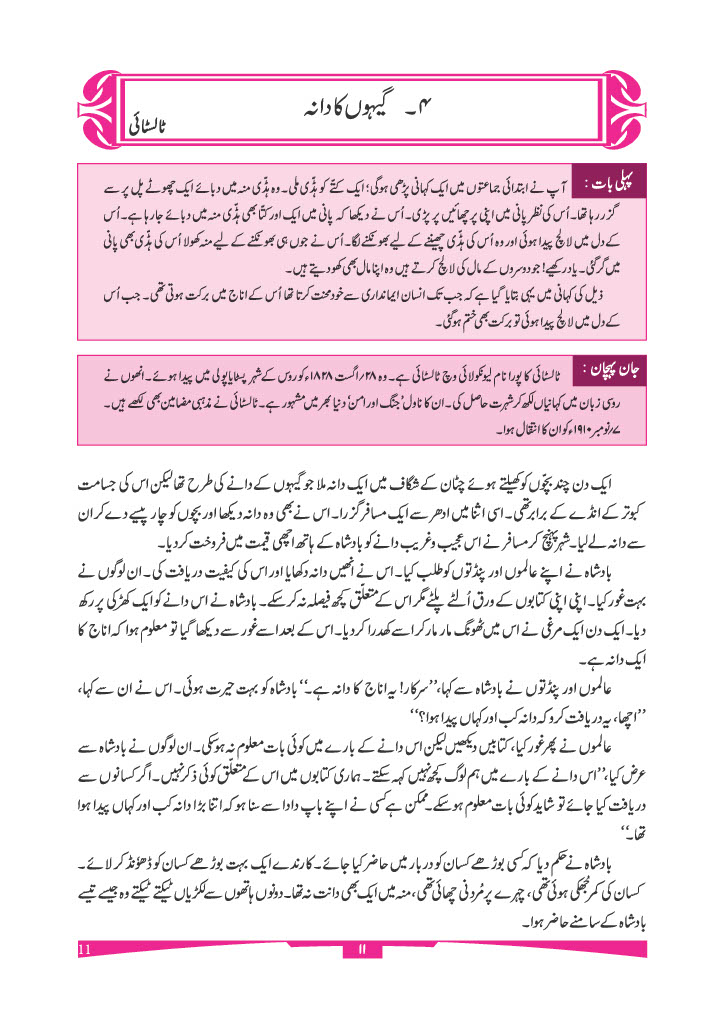 ۴۔ گیہوں کا دانہ
ٹالسٹائی
پہلی بات : آپ نے ابتدائی جماعتوں میں ایک کہانی پڑھی ہوگی؛ ایک کتّے کو ہڈّی ملی۔ وہ ہڈّی منہ میں دبائے ایک چھوٹے پل پر سے
گزر رہا تھا۔ اُس کی نظر پانی میں اپنی پرچھائیں پر پڑی۔ اُس نے دیکھا کہ پانی میں ایک اور کتّا بھی ہڈّی منہ میں دبائے جا رہا ہے۔ اُس
کے دل میں لالچ پیدا ہوئی اور وہ اُس کی ہڈّی چھیننے کے لیے بھونکنے لگا۔ اُس نے جوں ہی بھونکنے کے لیے منہ کھولا اُس کی ہڈّی بھی پانی
میں گر گئی۔ یاد رکھیے! جو دوسروں کے مال کی لالچ کرتے ہیں وہ اپنا مال بھی کھو دیتے ہیں۔
ذیل کی کہانی میں یہی بتایا گیا ہے کہ جب تک انسان ایمانداری سے خود محنت کرتا تھا اُس کے اناج میں برکت ہوتی تھی۔ جب اُس
کے دل میں لالچ پیدا ہوئی تو برکت بھی ختم ہو گئی۔
جان پہچان : ٹالسٹائی کا پورا نام لیونکولائی وچ ٹالسٹائی ہے۔ وہ ۲۸؍ اگست ۱۸۲۸ء کو روس کے شہر پسٹایا پولی میں پیدا ہوئے۔ انھوں نے
روسی زبان میں کہانیاں لکھ کر شہرت حاصل کی۔ ان کا ناول 'جنگ اور امن' دنیا بھر میں مشہور ہے۔ ٹالسٹائی نے مذہبی مضامین بھی لکھے ہیں۔
۷؍ نومبر ۱۹۱۰ء کو ان کا انتقال ہوا۔
ایک دن چند بچّوں کو کھیلتے ہوئے چٹان کے شگاف میں ایک دانہ ملا جو گیہوں کے دانے کی طرح تھا لیکن اس کی جسامت
کبوتر کے انڈے کے برابر تھی۔ اسی اثنا میں ادھر سے ایک مسافر گزرا۔ اس نے بھی وہ دانہ دیکھا اور بچوں کو چار پیسے دے کر ان
سے دانہ لے لیا۔ شہر پہنچ کر مسافر نے اس عجیب و غریب دانے کو بادشاہ کے ہاتھ اچھی قیمت میں فروخت کر دیا۔
بادشاہ نے اپنے عالموں اور پنڈتوں کو طلب کیا۔ اس نے انھیں دانہ دکھایا اور اس کی کیفیت دریافت کی۔ ان لوگوں نے
بہت غور کیا۔ اپنی اپنی کتابوں کے ورق اُلٹے پلٹے مگر اس کے متعلّق کچھ فیصلہ نہ کر سکے۔ بادشاہ نے اس دانے کو ایک کھڑکی پر رکھ
دیا۔ ایک دن ایک مرغی نے اس میں ٹھونگ مار مار کر اسے کھدرا کر دیا۔ اس کے بعد اسے غور سے دیکھا گیا تو معلوم ہوا کہ اناج کا
ایک دانہ ہے۔
عالموں اور پنڈتوں نے بادشاہ سے کہا، ''سرکار! یہ اناج کا دانہ ہے۔'' بادشاہ کو بہت حیرت ہوئی۔ اس نے ان سے کہا،
''اچھا، یہ دریافت کرو کہ دانہ کب اور کہاں پیدا ہوا؟''
عالموں نے پھر غور کیا، کتابیں دیکھیں لیکن اس دانے کے بارے میں کوئی بات معلوم نہ ہو سکی۔ ان لوگوں نے بادشاہ سے
عرض کیا، ''اس دانے کے بارے میں ہم لوگ کچھ نہیں کہہ سکتے۔ ہماری کتابوں میں اس کے متعلّق کوئی ذکر نہیں۔ اگر کسانوں سے
دریافت کیا جائے تو شاید کوئی بات معلوم ہو سکے۔ ممکن ہے کسی نے اپنے باپ دادا سے سنا ہو کہ اتنا بڑا دانہ کب اور کہاں پیدا ہوا
تھا۔''
بادشاہ نے حکم دیا کہ کسی بوڑھے کسان کو دربار میں حاضر کیا جائے۔ کارندے ایک بہت بوڑھے کسان کو ڈھونڈ کر لائے۔
کسان کی کمر جُھکی ہوئی تھی، چہرے پر مُردنی چھائی تھی، منہ میں ایک بھی دانت نہ تھا۔ دونوں ہاتھوں سے لکڑیاں ٹیکتے ٹیکتے وہ جیسے تیسے
بادشاہ کے سامنے حاضر ہوا۔
11
۱۱